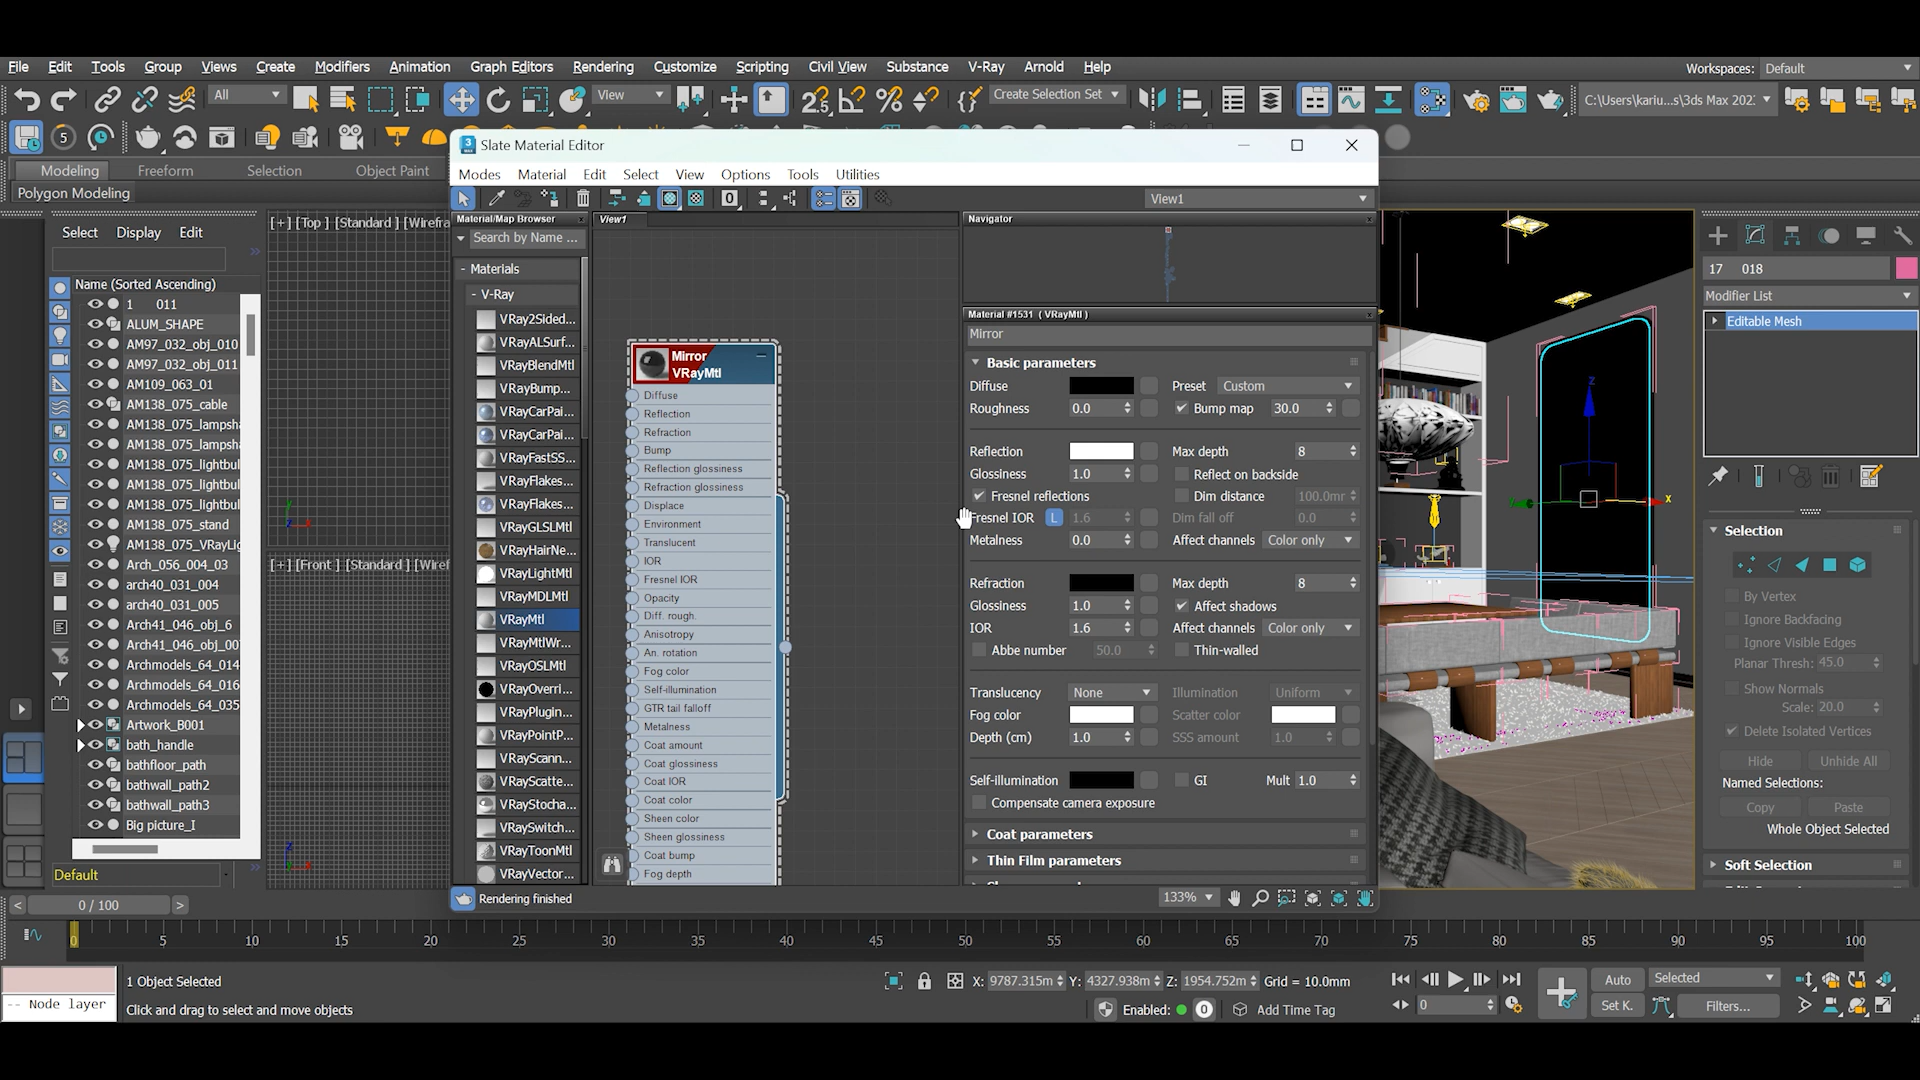 File Edit Tools Group Views Create Modifiers Animation Graph Editors Rendering Customize Scripting Civil View Substance V-Ray Arnold Help
Workspaces: Default
All View Create Selection Set C:\Users\kariu...s\3ds Max 202
5
Modeling Freeform Selection Object Paint
Polygon Modeling
Select Display Edit
Name (Sorted Ascending)
1 011
ALUM_SHAPE
AM97_032_obj_010
AM97_032_obj_011
AM109_063_01
AM138_075_cable
AM138_075_lampsh
AM138_075_lampsh
AM138_075_lightbul
AM138_075_lightbul
AM138_075_lightbul
AM138_075_stand
AM138_075_VRayLi
Arch_056_004_03
arch40_031_004
arch40_031_005
Arch41_046_obj_6
Arch41_046_obj_00
Archmodels_64_014
Archmodels_64_016
Archmodels_64_035
Artwork_B001
bath_handle
bathfloor_path
bathwall_path2
bathwall_path3
Big picture_I
Default
[+] [Top ] [Standard ] [Wirefra
[+] [Front ] [Standard ] [Wiref
Slate Material Editor
Modes Material Edit Select View Options Tools Utilities
View1
Material/Map Browser
Search by Name ...
- Materials
- V-Ray
VRay2Sided...
VRayALSurf...
VRayBlendMtl
VRayBump...
VRayCarPai...
VRayCarPai...
VRayFastSS...
VRayFlakes...
VRayFlakes...
VRayGLSLMtl
VRayHairNe...
VRayLightMtl
VRayMDLMtl
VRayMtl
VRayMtlWr...
VRayOSLMtl
VRayOverri...
VRayPlugin...
VRayPointP...
VRayScann...
VRayScatte...
VRayStocha...
VRaySwitch...
VRayToonMtl
VRayVector...
View1
Mirror
VRayMtl
Diffuse
Reflection
Refraction
Bump
Reflection glossiness
Refraction glossiness
Displace
Environment
Translucent
IOR
Fresnel IOR
Opacity
Diff. rough.
Anisotropy
An. rotation
Fog color
Self-illumination
GTR tail falloff
Metalness
Coat amount
Coat glossiness
Coat IOR
Coat color
Sheen color
Sheen glossiness
Coat bump
Fog depth
Navigator
Material #1531 ( VRayMtl )
Mirror
Basic parameters
Diffuse Preset Custom
Roughness 0.0 Bump map 30.0
Reflection Max depth 8
Glossiness 1.0 Reflect on backside
Fresnel reflections Dim distance 100.0mr
Fresnel IOR L 1.6 Dim fall off 0.0
Metalness 0.0 Affect channels Color only
Refraction Max depth 8
Glossiness 1.0 Affect shadows
IOR 1.6 Affect channels Color only
Abbe number 50.0 Thin-walled
Translucency None Illumination Uniform
Fog color Scatter color
Depth (cm) 1.0 SSS amount 1.0
Self-illumination GI Mult 1.0
Compensate camera exposure
Coat parameters
Thin Film parameters
Rendering finished
133%
z
x
17 018
Modifier List
Editable Mesh
Selection
By Vertex
Ignore Backfacing
Ignore Visible Edges
Planar Thresh: 45.0
Show Normals
Scale: 20.0
Delete Isolated Vertices
Hide Unhide All
Named Selections:
Copy Paste
Whole Object Selected
Soft Selection
< 0 / 100 >
0 5 10 15 20 25 30 35 40 45 50 55 60 65 70 75 80 85 90 95 100
1 Object Selected
X: 9787.315m Y: 4327.938m Z: 1954.752m Grid = 10.0mm
Auto Selected
-- Node layer
Click and drag to select and move objects
Enabled: 0 Add Time Tag
0 Set K. Filters...